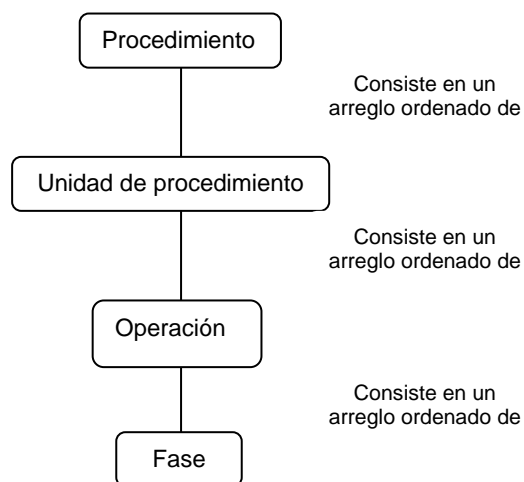 Procedimiento
Consiste en un
arreglo ordenado de
Unidad de procedimiento
Consiste en un
arreglo ordenado de
Operación
Consiste en un
arreglo ordenado de
Fase